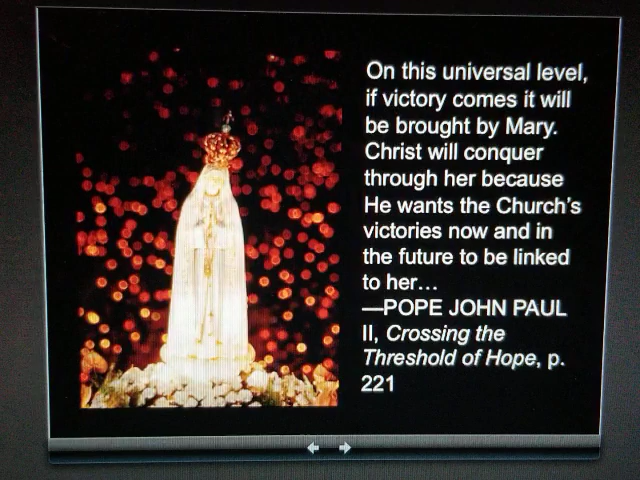 On this universal level,
if victory comes it will
be brought by Mary.
Christ will conquer
through her because
He wants the Church's
victories now and in
the future to be linked
to her...
—POPE JOHN PAUL
II, Crossing the
Threshold of Hope, p.
221